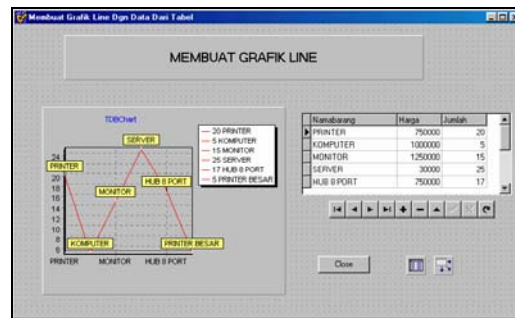 Membuat Grafik Line Dgn Data Dari Tabel
MEMBUAT GRAFIK LINE
TDBChart
24
20
18
16
14
12
10
8
6
PRINTER
KOMPUTER
MONITOR
SERVER
HUB 8 PORT
PRINTER BESAR
PRINTER MONITOR HUB 8 PORT
20 PRINTER
5 KOMPUTER
15 MONITOR
25 SERVER
17 HUB 8 PORT
5 PRINTER BESAR
Namabarang Harga Jumlah
PRINTER 750000 20
KOMPUTER 1000000 5
MONITOR 1250000 15
SERVER 30000 25
HUB 8 PORT 750000 17
Close